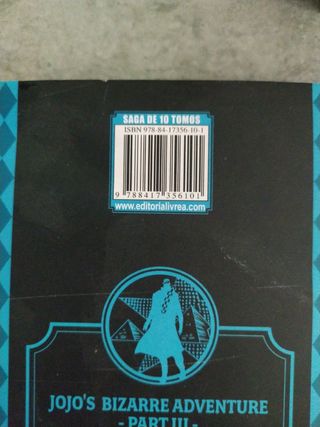 SAGA DE 10 TOMOS
ISBN 978-84-17356-10-1
9 788417 356101
www.editorialivrea.com
JOJO'S BIZARRE ADVENTURE
- PART III -